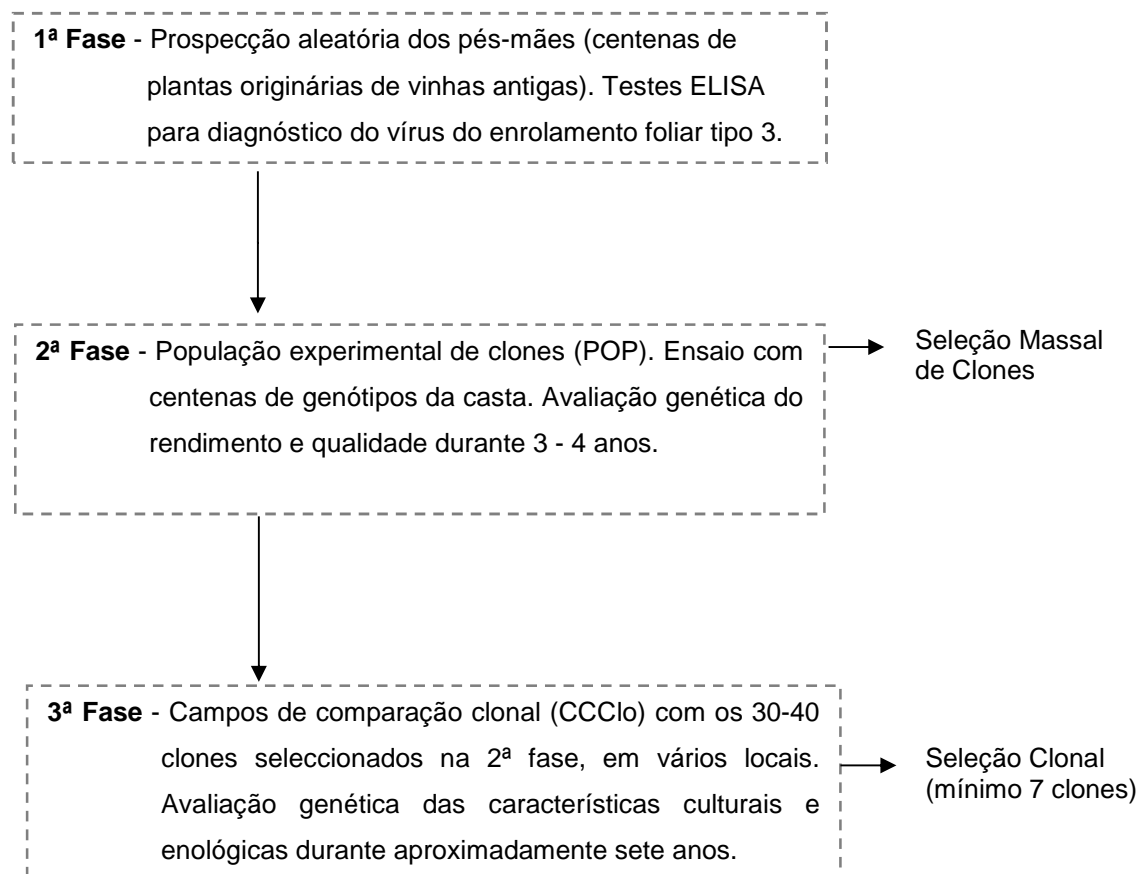 1ª Fase - Prospecção aleatória dos pés-mães (centenas de
plantas originárias de vinhas antigas). Testes ELISA
para diagnóstico do vírus do enrolamento foliar tipo 3.
2ª Fase - População experimental de clones (POP). Ensaio com
centenas de genótipos da casta. Avaliação genética do
rendimento e qualidade durante 3 - 4 anos.
Seleção Massal
de Clones
3ª Fase - Campos de comparação clonal (CCClo) com os 30-40
clones seleccionados na 2ª fase, em vários locais.
Avaliação genética das características culturais e
enológicas durante aproximadamente sete anos.
Seleção Clonal
(mínimo 7 clones)